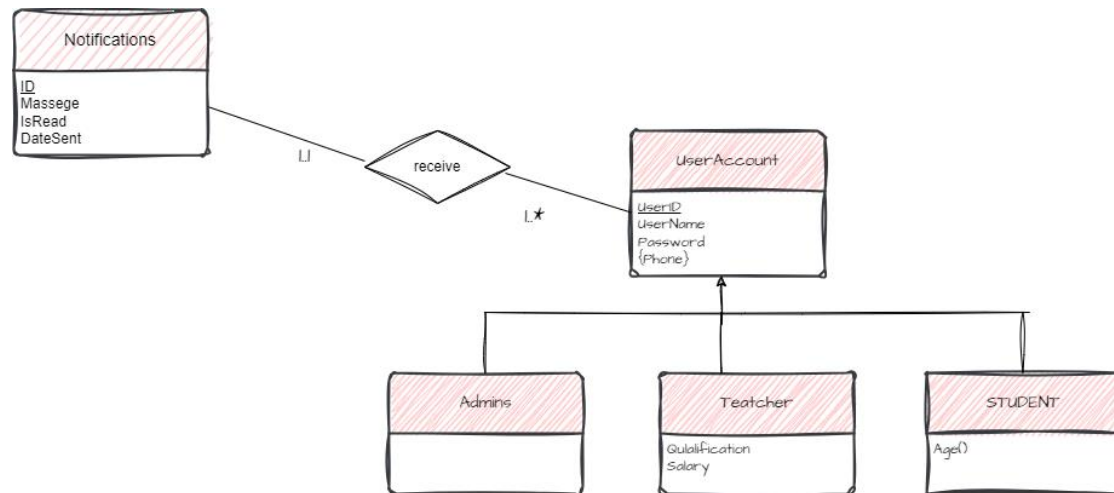 Notifications
ID
Massege
IsRead
DateSent
1..1
receive
1..*
UserAccount
UserID
UserName
Password
{Phone}
Admins
Teatcher
Qulalification
Salary
STUDENT
Age()